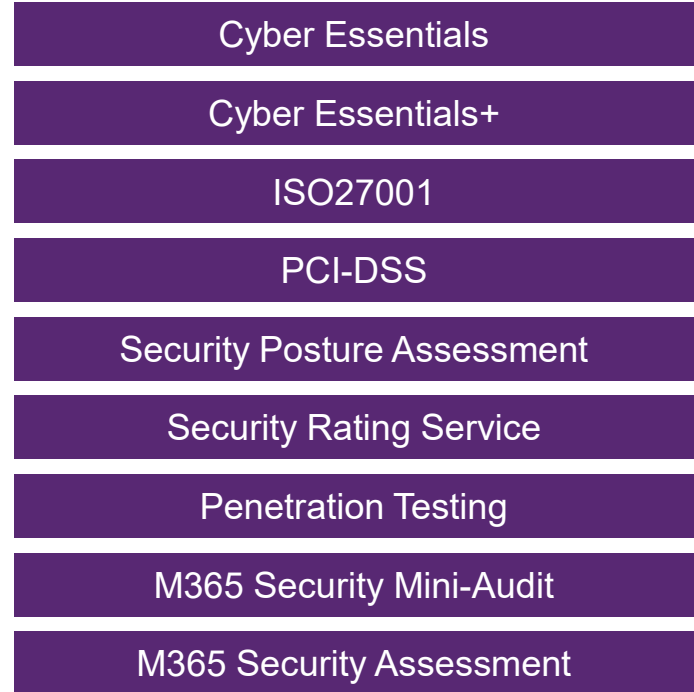 Cyber Essentials
Cyber Essentials+
ISO27001
PCI-DSS
Security Posture Assessment
Security Rating Service
Penetration Testing
M365 Security Mini-Audit
M365 Security Assessment